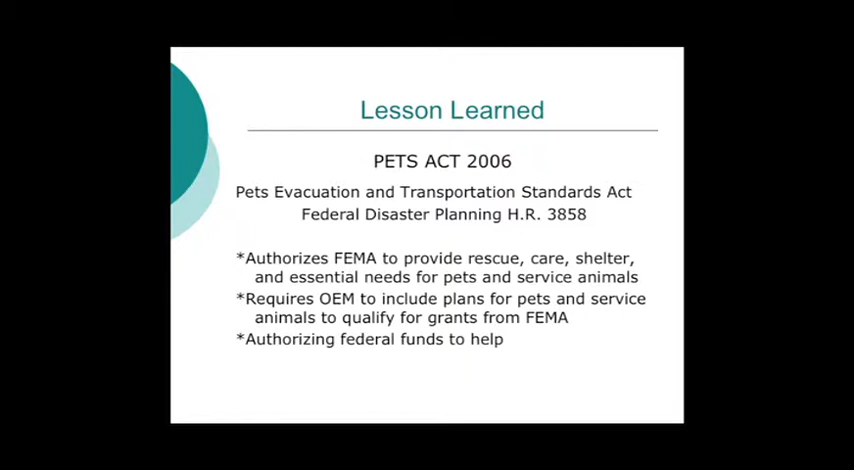 Lesson Learned
PETS ACT 2006
Pets Evacuation and Transportation Standards Act
Federal Disaster Planning H.R. 3858
*Authorizes FEMA to provide rescue, care, shelter,
and essential needs for pets and service animals
*Requires OEM to include plans for pets and service
animals to qualify for grants from FEMA
*Authorizing federal funds to help